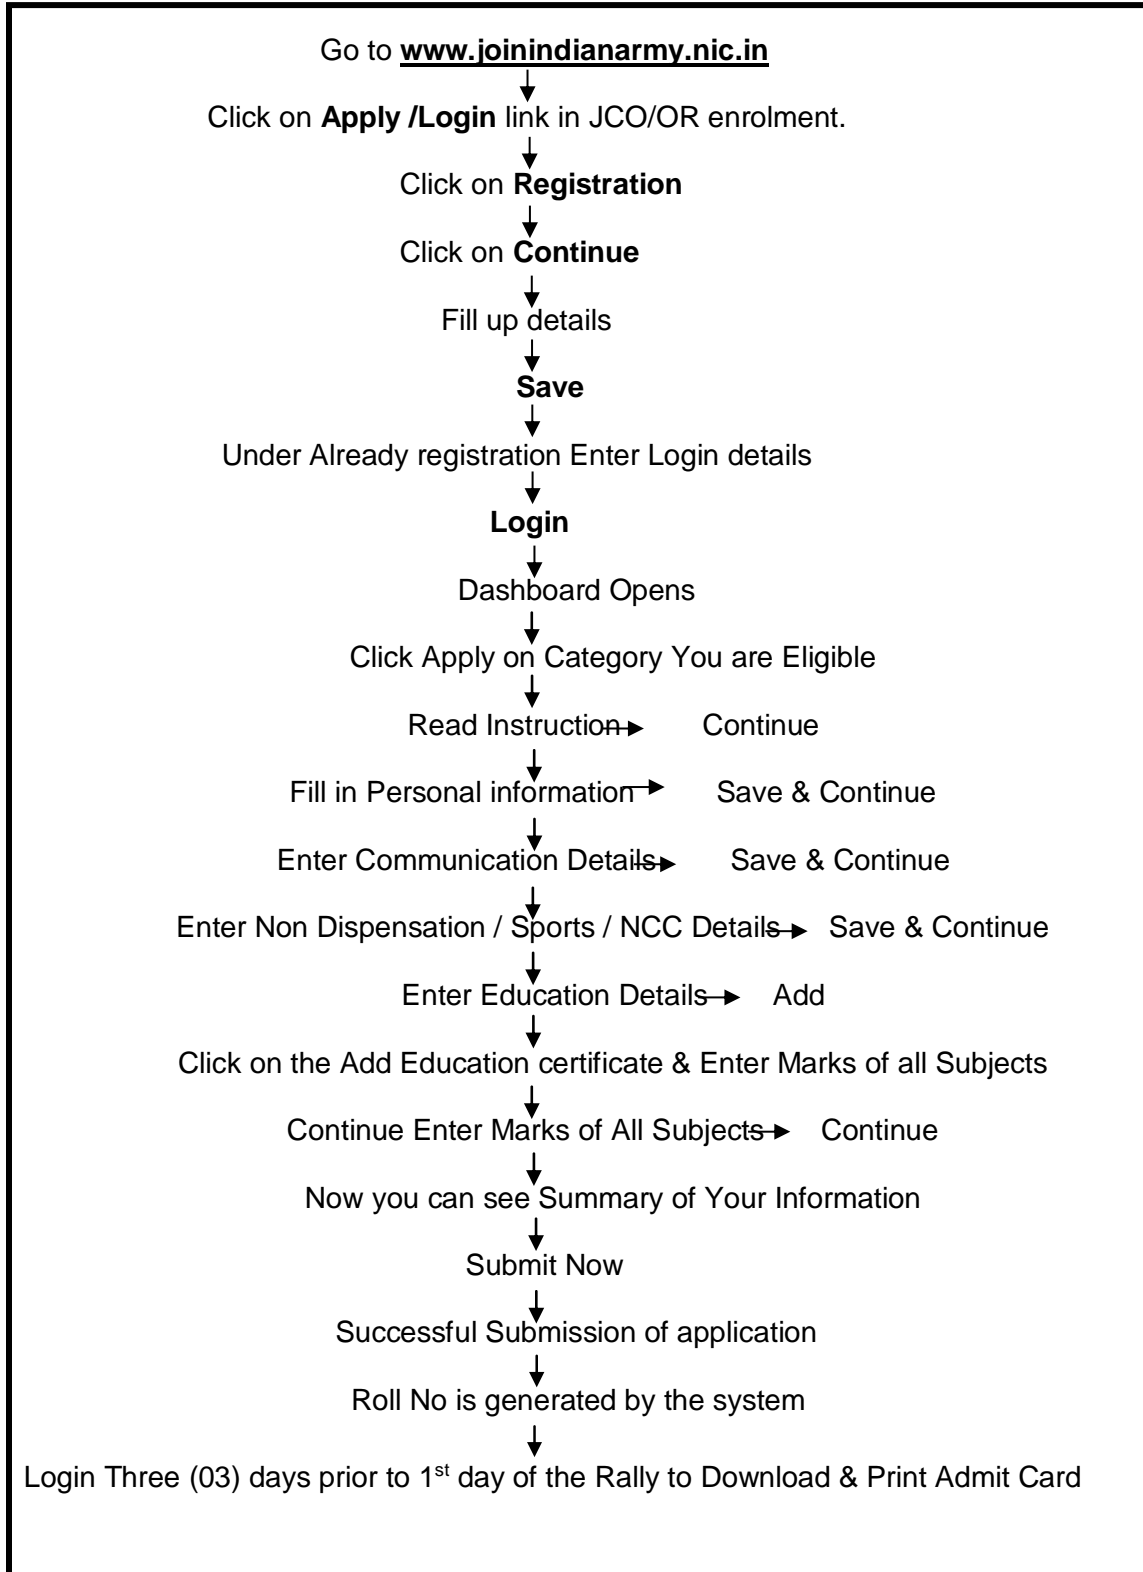 Go to www.joinindianarmy.nic.in
Click on Apply /Login link in JCO/OR enrolment.
Click on Registration
Click on Continue
Fill up details
Save
Under Already registration Enter Login details
Login
Dashboard Opens
Click Apply on Category You are Eligible
Read Instruction Continue
Fill in Personal information Save & Continue
Enter Communication Details Save & Continue
Enter Non Dispensation / Sports / NCC Details Save & Continue
Enter Education Details Add
Click on the Add Education certificate & Enter Marks of all Subjects
Continue Enter Marks of All Subjects Continue
Now you can see Summary of Your Information
Submit Now
Successful Submission of application
Roll No is generated by the system
Login Three (03) days prior to 1st day of the Rally to Download & Print Admit Card